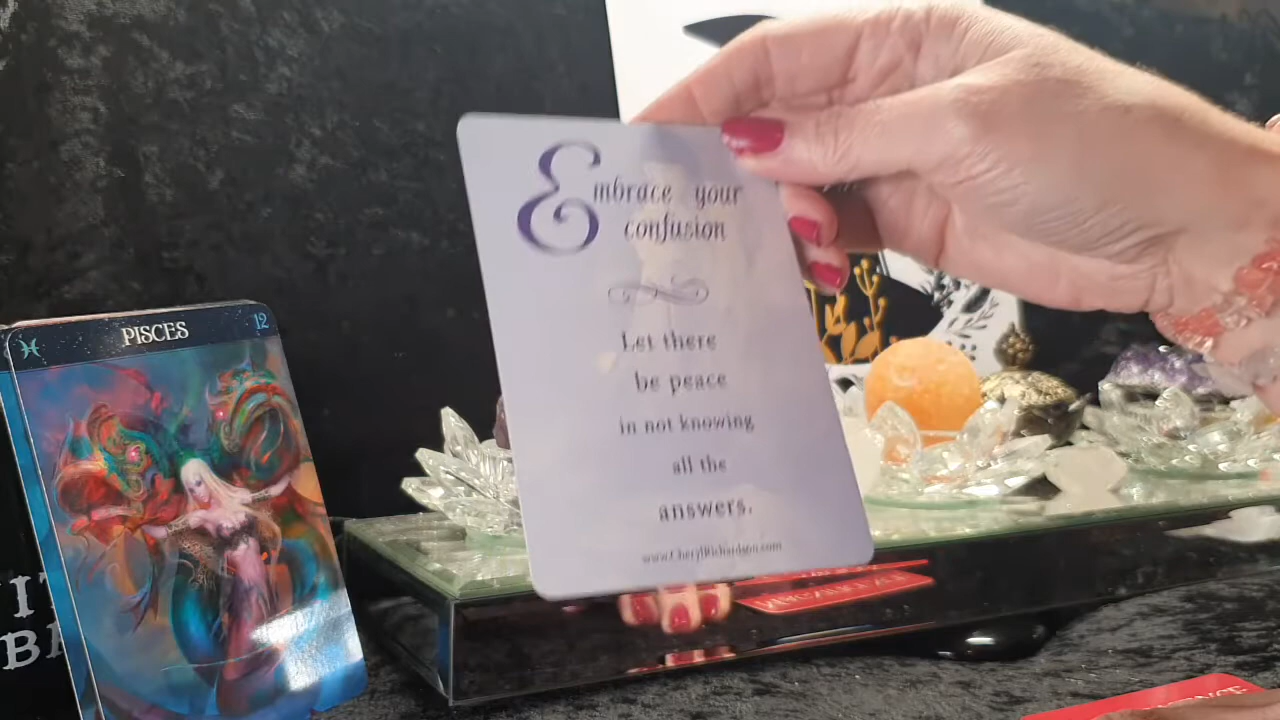 Embrace your
confusion
Let there
be peace
in not knowing
all the
answers.
www.CherylRichardson.com
PISCES
12